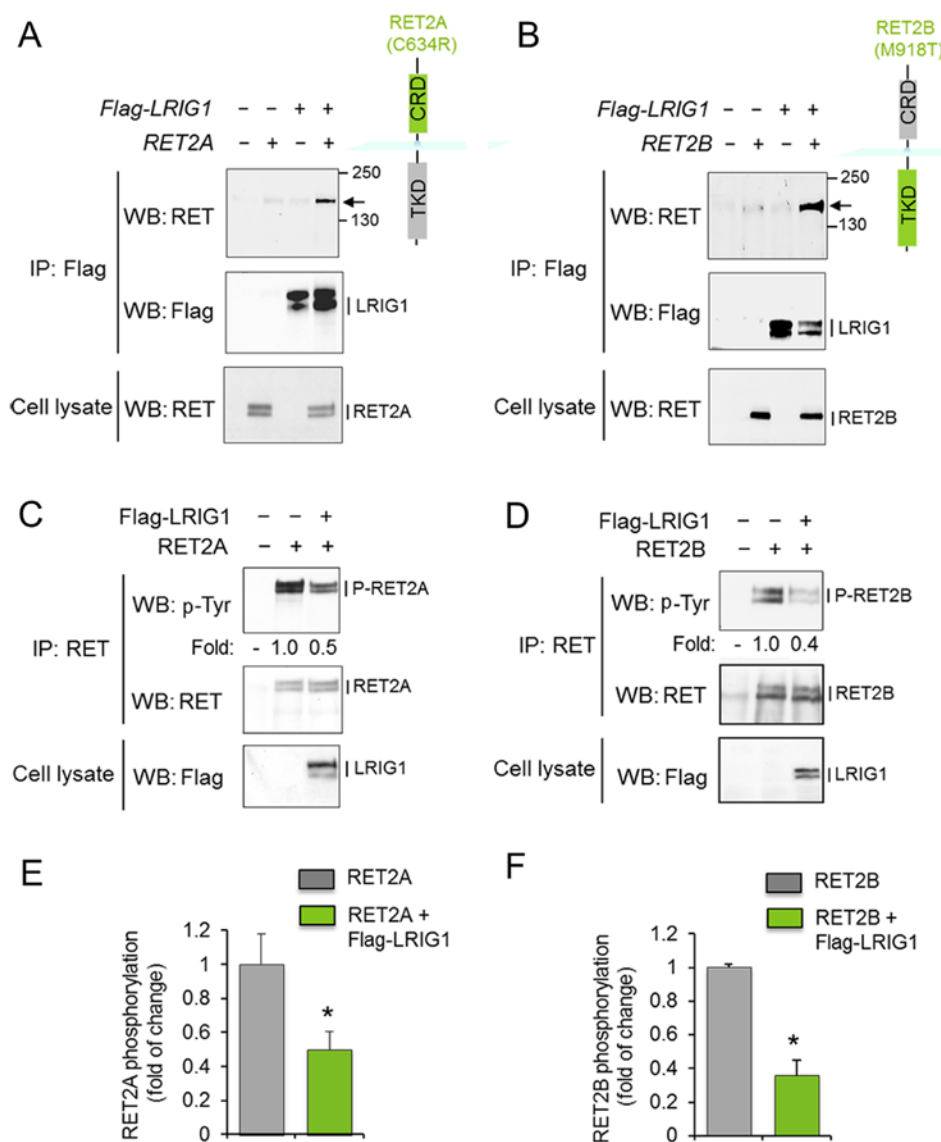 A
RET2A
(C634R)
CRD
TKD
Flag-LRIG1 – – + +
RET2A – + – +
250
130
IP: Flag
WB: RET
WB: Flag
LRIG1
Cell lysate
WB: RET
RET2A
B
RET2B
(M918T)
CRD
TKD
Flag-LRIG1 – – + +
RET2B – + – +
250
130
IP: Flag
WB: RET
WB: Flag
LRIG1
Cell lysate
WB: RET
RET2B
C
Flag-LRIG1 – – +
RET2A – + +
IP: RET
WB: p-Tyr
P-RET2A
Fold: - 1.0 0.5
WB: RET
RET2A
Cell lysate
WB: Flag
LRIG1
D
Flag-LRIG1 – – +
RET2B – + +
IP: RET
WB: p-Tyr
P-RET2B
Fold: - 1.0 0.4
WB: RET
RET2B
Cell lysate
WB: Flag
LRIG1
E
RET2A
RET2A +
Flag-LRIG1
RET2A phosphorylation
(fold of change)
1.2
1
0.8
0.6
0.4
0.2
0
*
F
RET2B
RET2B +
Flag-LRIG1
RET2B phosphorylation
(fold of change)
1.2
1
0.8
0.6
0.4
0.2
0
*